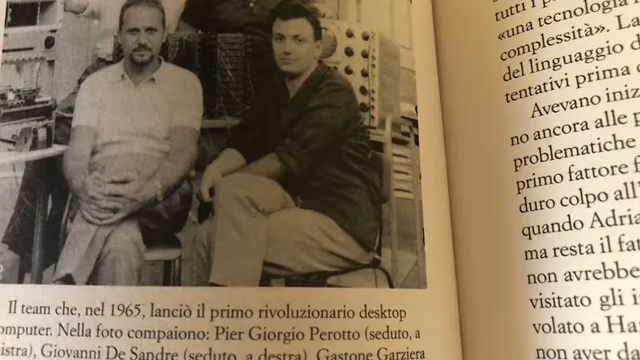 Il team che, nel 1965, lanciò il primo rivoluzionario desktop
omputer. Nella foto compaiono: Pier Giorgio Perotto (seduto, a
istra), Giovanni De Sandre (seduto, a destra), Gastone Garziera
tutti i p
«una tecnologia
complessità». La
del linguaggio d
tentativi prima
Avevano iniz
no ancora alle p
problematiche
primo fattore f
duro colpo all'
quando Adria
ma resta il fat
non avrebbe
visitato gli i
volato a Ha
non aver d